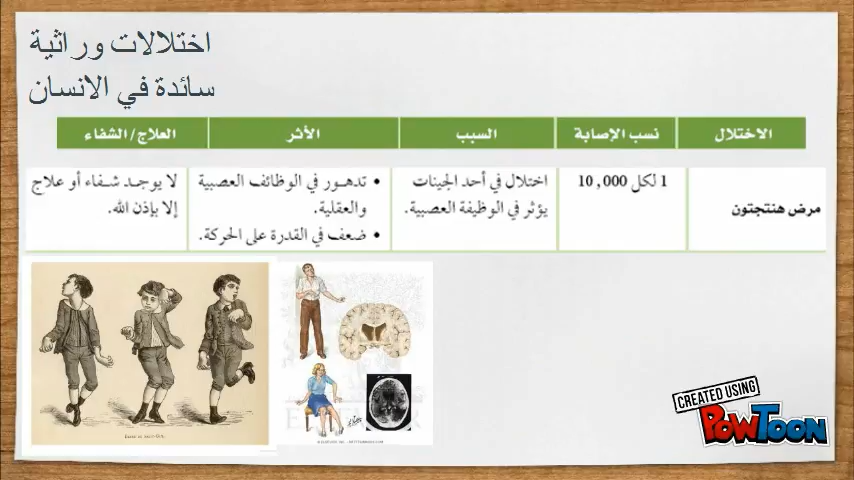 اختلالات وراثية
سائدة في الانسان
الاختلال
نسب الإصابة
السبب
الأثر
العلاج/الشفاء
مرض هنتجتون
1 لكل 10,000
اختلال في أحد الجينات
يؤثر في الوظيفة العصبية.
• تدهور في الوظائف العصبية
والعقلية.
• ضعف في القدرة على الحركة.
لا يوجد شفاء أو علاج
إلا بإذن الله.
CREATED USING
POWTOON